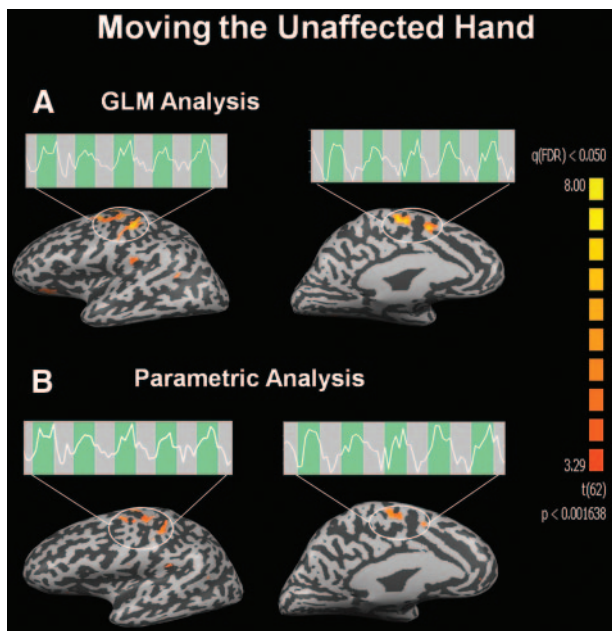 Moving the Unaffected Hand
A GLM Analysis
q(FDR) < 0.050
8.00
B Parametric Analysis
3.29
t(62)
p < 0.001638